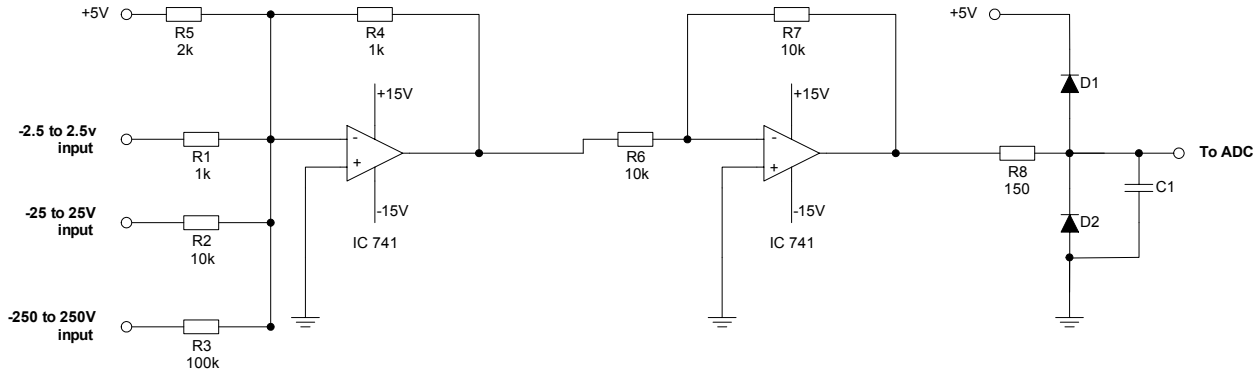 +5V
R5
2k
R4
1k
+15V
-
+
-15V
IC 741
-2.5 to 2.5v
input
R1
1k
-25 to 25V
input
R2
10k
-250 to 250V
input
R3
100k
R6
10k
R7
10k
+15V
-
+
-15V
IC 741
+5V
D1
R8
150
To ADC
C1
D2